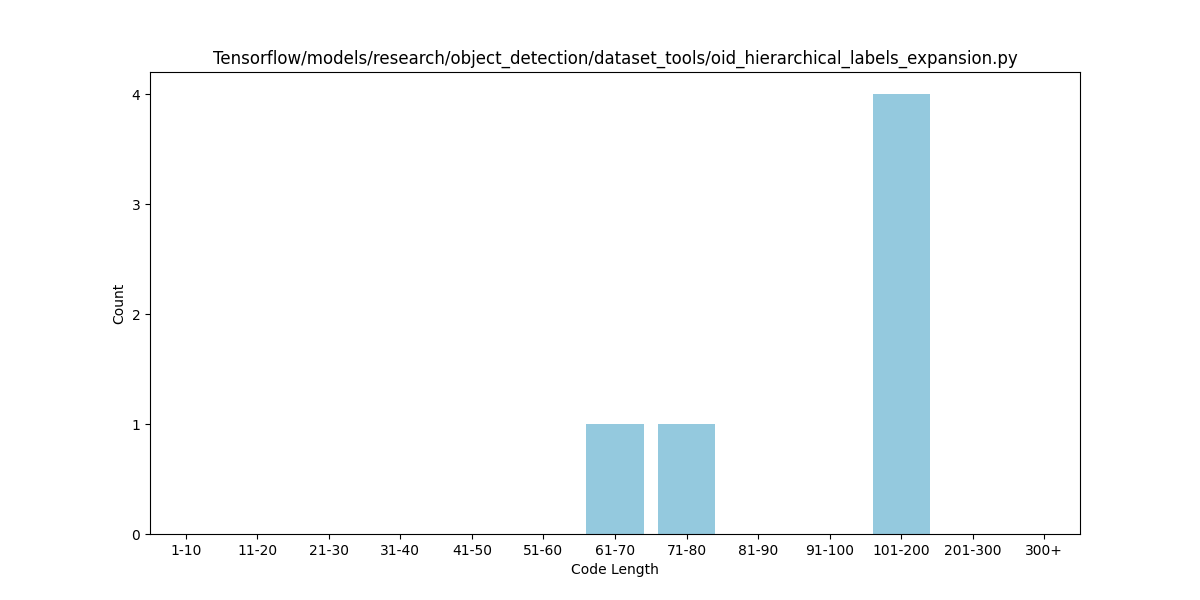 Tensorflow/models/research/object_detection/dataset_tools/oid_hierarchical_labels_expansion.py
4
3
2
1
0
Count
1-10 11-20 21-30 31-40 41-50 51-60 61-70 71-80 81-90 91-100 101-200 201-300 300+
Code Length